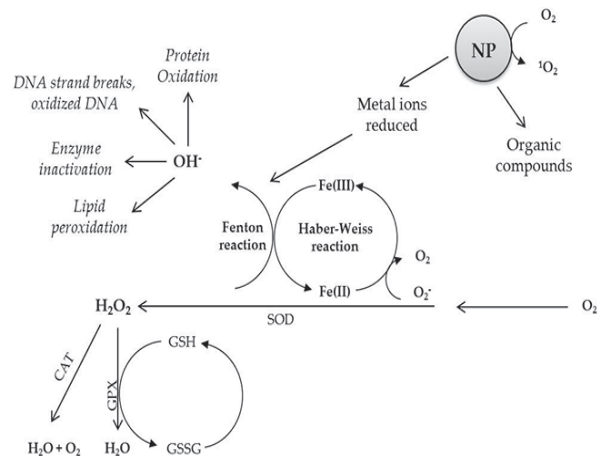 O₂
NP
¹O₂
Protein
Oxidation
DNA strand breaks,
oxidized DNA
Metal ions
reduced
Organic
compounds
Enzyme
inactivation
OH·
Lipid
peroxidation
Fe(III)
Fenton
reaction
Haber-Weiss
reaction
O₂
Fe(II)
O₂·
H₂O₂
SOD
O₂
GSH
CAT
GPX
H₂O + O₂
H₂O
GSSG